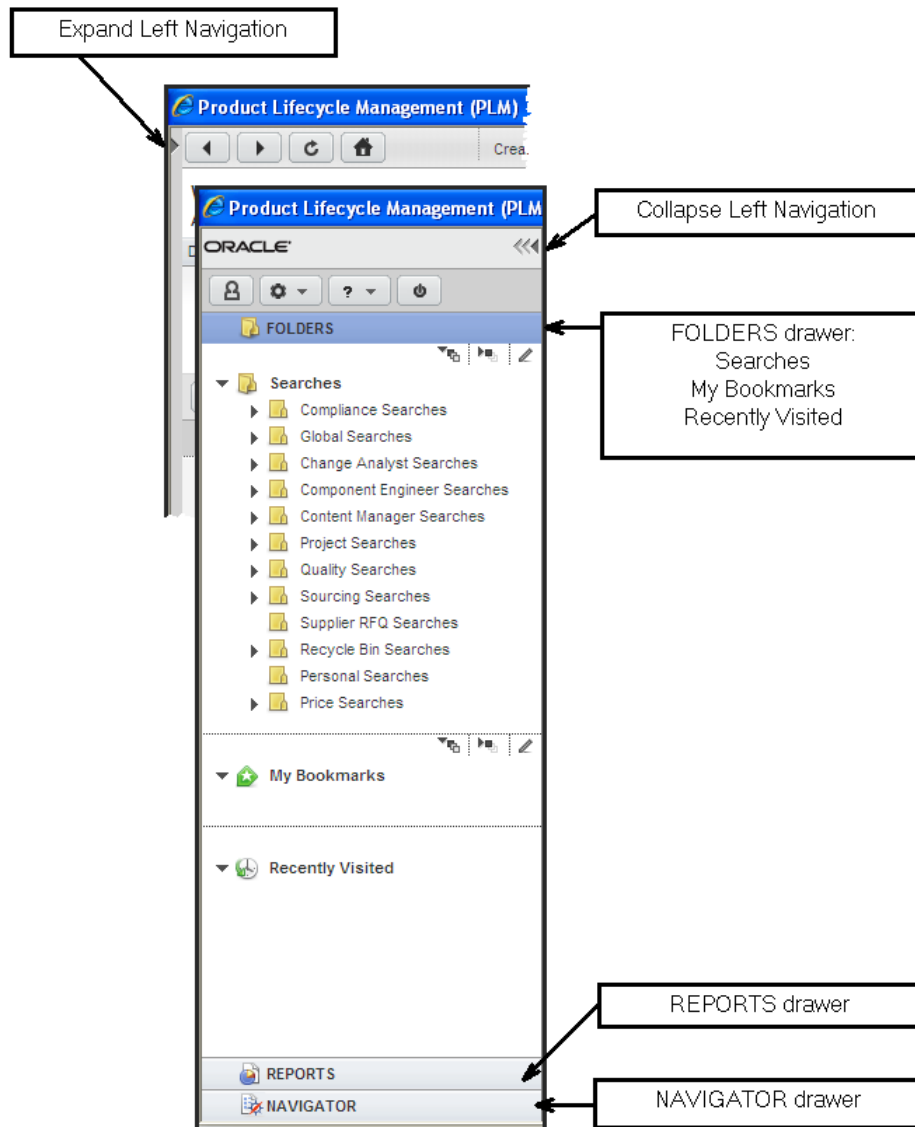 Expand Left Navigation
Product Lifecycle Management (PLM)
Crea.
Product Lifecycle Management (PLM
Collapse Left Navigation
ORACLE
?
FOLDERS
FOLDERS drawer:
Searches
My Bookmarks
Recently Visited
Searches
Compliance Searches
Global Searches
Change Analyst Searches
Component Engineer Searches
Content Manager Searches
Project Searches
Quality Searches
Sourcing Searches
Supplier RFQ Searches
Recycle Bin Searches
Personal Searches
Price Searches
My Bookmarks
Recently Visited
REPORTS drawer
REPORTS
NAVIGATOR
NAVIGATOR drawer